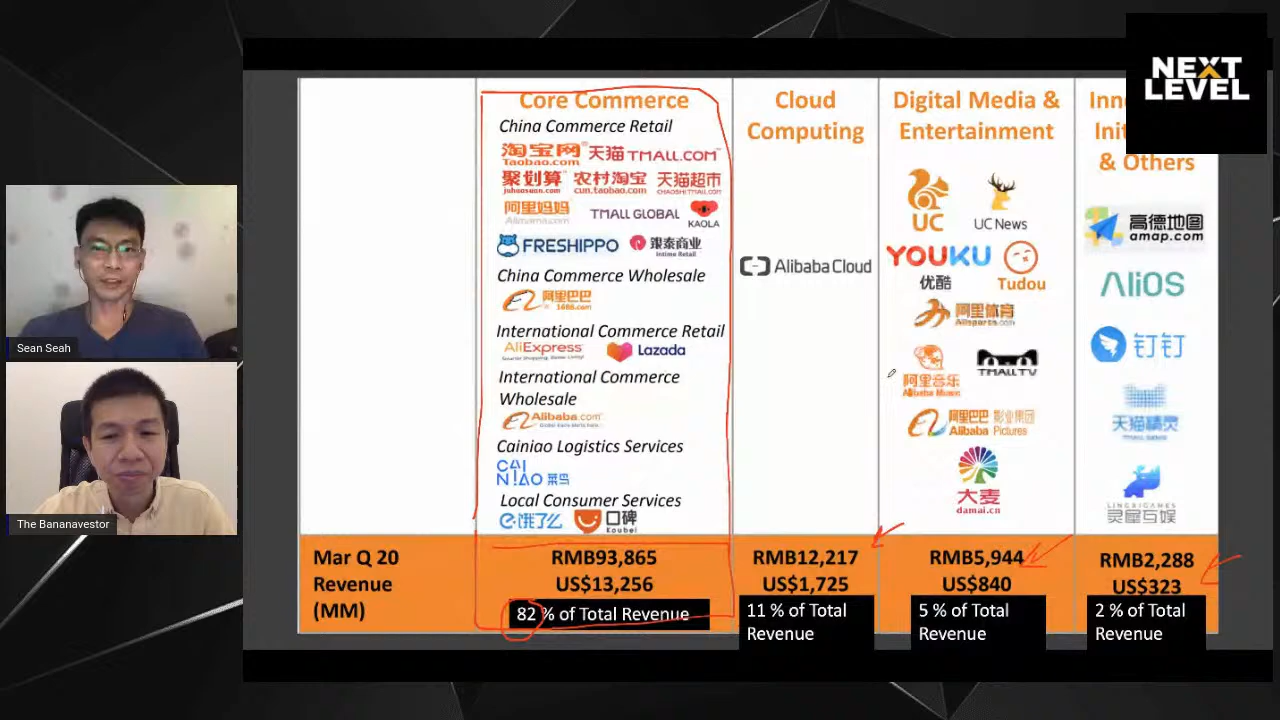 NEXT
LEVEL
Core Commerce
China Commerce Retail
淘宝网 天猫 TMALL.COM
Taobao.com
聚划算 农村淘宝 天猫超市
juhuasuan.com cun.taobao.com CHAOSHI.TMALL.COM
阿里妈妈 TMALL GLOBAL KAOLA
Alimama.com
FRESHIPPO 银泰商业
Intime Retail
China Commerce Wholesale
阿里巴巴
1688.com
International Commerce Retail
AliExpress Lazada
International Commerce
Wholesale
Alibaba.com
Cainiao Logistics Services
CAI
NIAO 菜鸟
Local Consumer Services
饿了么 口碑
Koubei
Cloud
Computing
Alibaba Cloud
Digital Media &
Entertainment
UC UC News
YOUKU
优酷 Tudou
阿里体育
Alisports.com
阿里音乐 TMALL TV
Alibaba Music
阿里巴巴 影业集团
Alibaba Pictures
大麦
damai.cn
Inn
Init
& Others
高德地图
amap.com
AliOS
钉钉
天猫精灵
TMALL GENIE
灵犀互娱
Mar Q 20
Revenue
(MM)
RMB93,865
US$13,256
82 % of Total Revenue
RMB12,217
US$1,725
11 % of Total
Revenue
RMB5,944
US$840
5 % of Total
Revenue
RMB2,288
US$323
2 % of Total
Revenue
Sean Seah
The Bananavestor